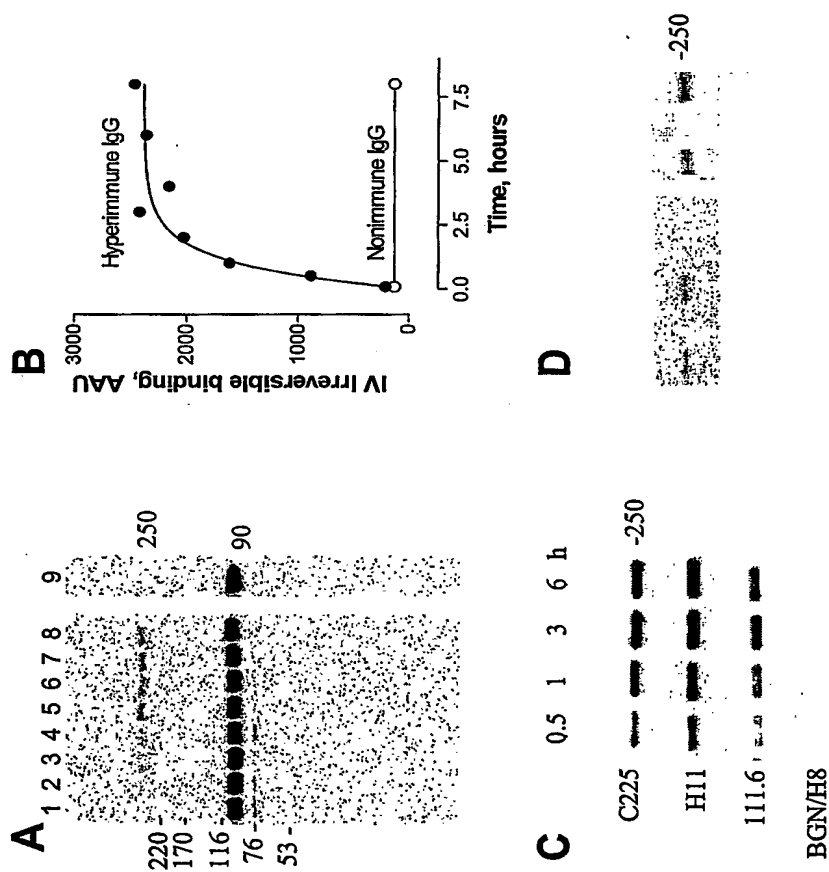 A
1 2 3 4 5 6 7 8 9
220
170
116
76
53
250
90
B
IV Irreversible binding, AAU
3000
2000
1000
0
Hyperimmune IgG
Nonimmune IgG
0.0 2.5 5.0 7.5
Time, hours
C
0.5 1 3 6 h
C225
H11
111.6
BGN/H8
-250
D
-250